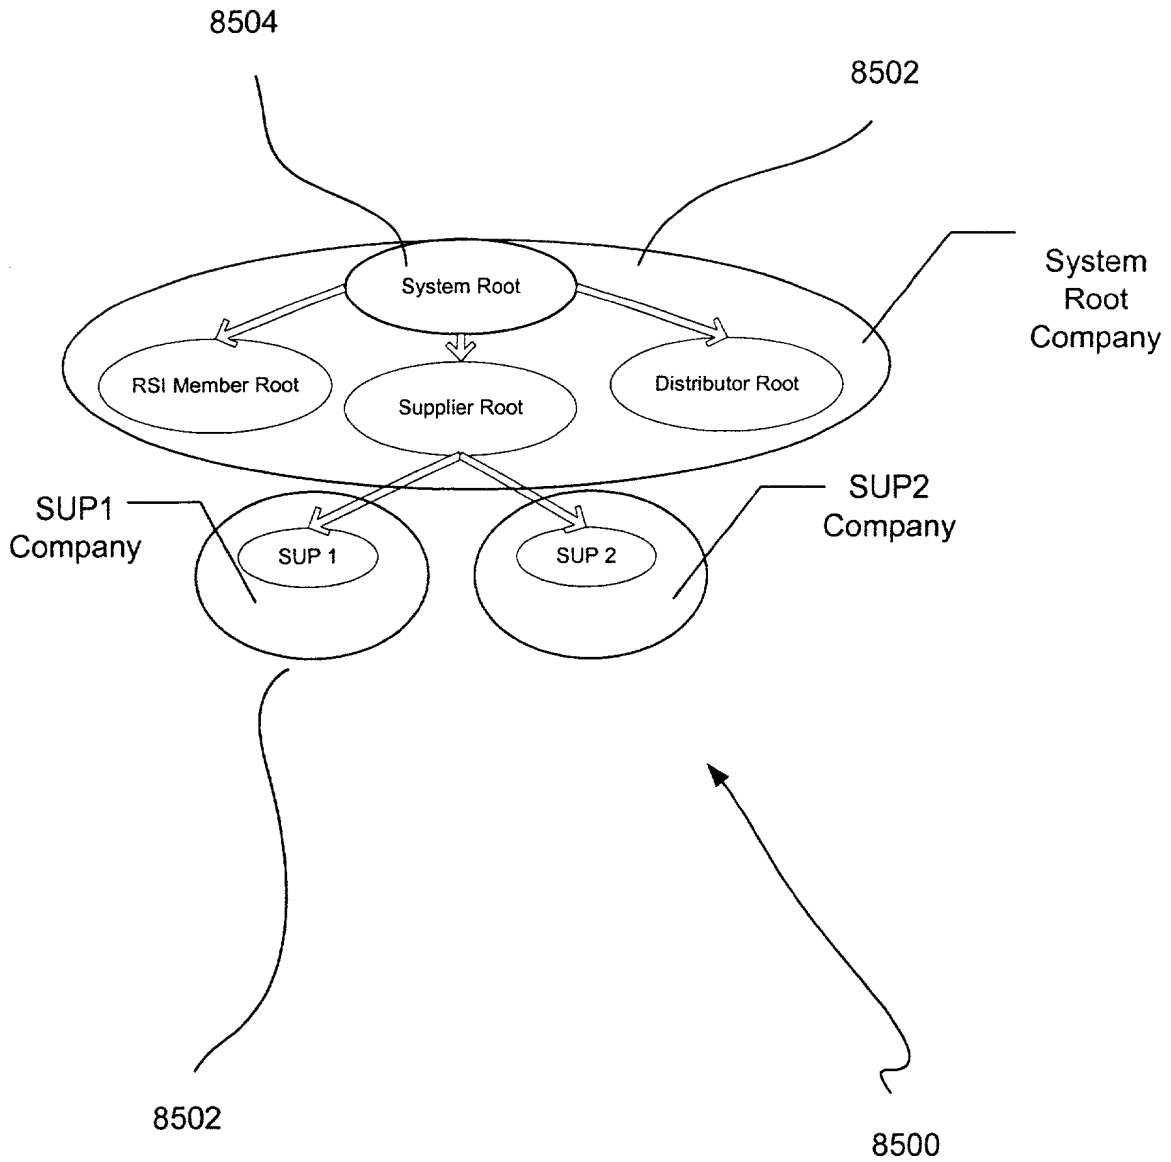 8504
8502
System Root
System
Root
Company
RSI Member Root
Supplier Root
Distributor Root
SUP1
Company
SUP2
Company
SUP 1
SUP 2
8502
8500